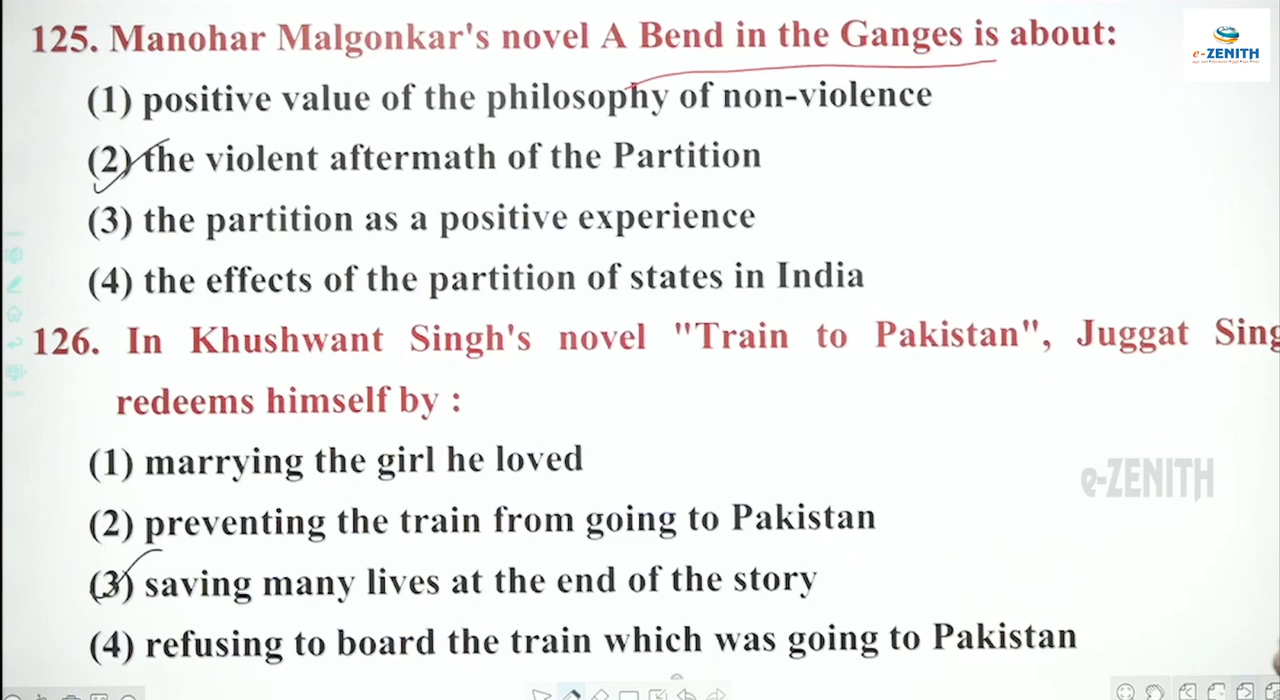 125. Manohar Malgonkar's novel A Bend in the Ganges is about:
e-ZENITH
(1) positive value of the philosophy of non-violence
(2) the violent aftermath of the Partition
(3) the partition as a positive experience
(4) the effects of the partition of states in India
126. In Khushwant Singh's novel "Train to Pakistan", Juggat Sing
redeems himself by :
(1) marrying the girl he loved
e-ZENITH
(2) preventing the train from going to Pakistan
(3) saving many lives at the end of the story
(4) refusing to board the train which was going to Pakistan